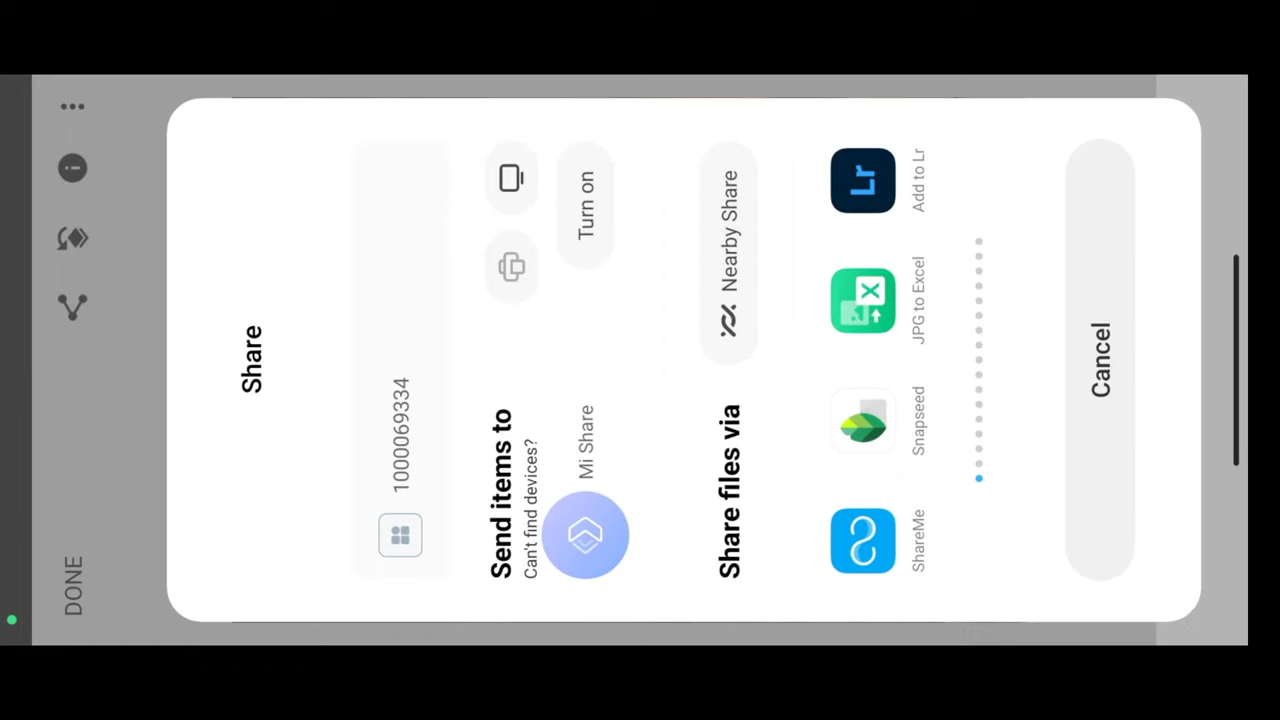 DONE
Share
1000069334
Send items to
Can't find devices?
Mi Share
Turn on
Share files via
Nearby Share
ShareMe
Snapseed
X
JPG to Excel
Lr
Add to Lr
Cancel